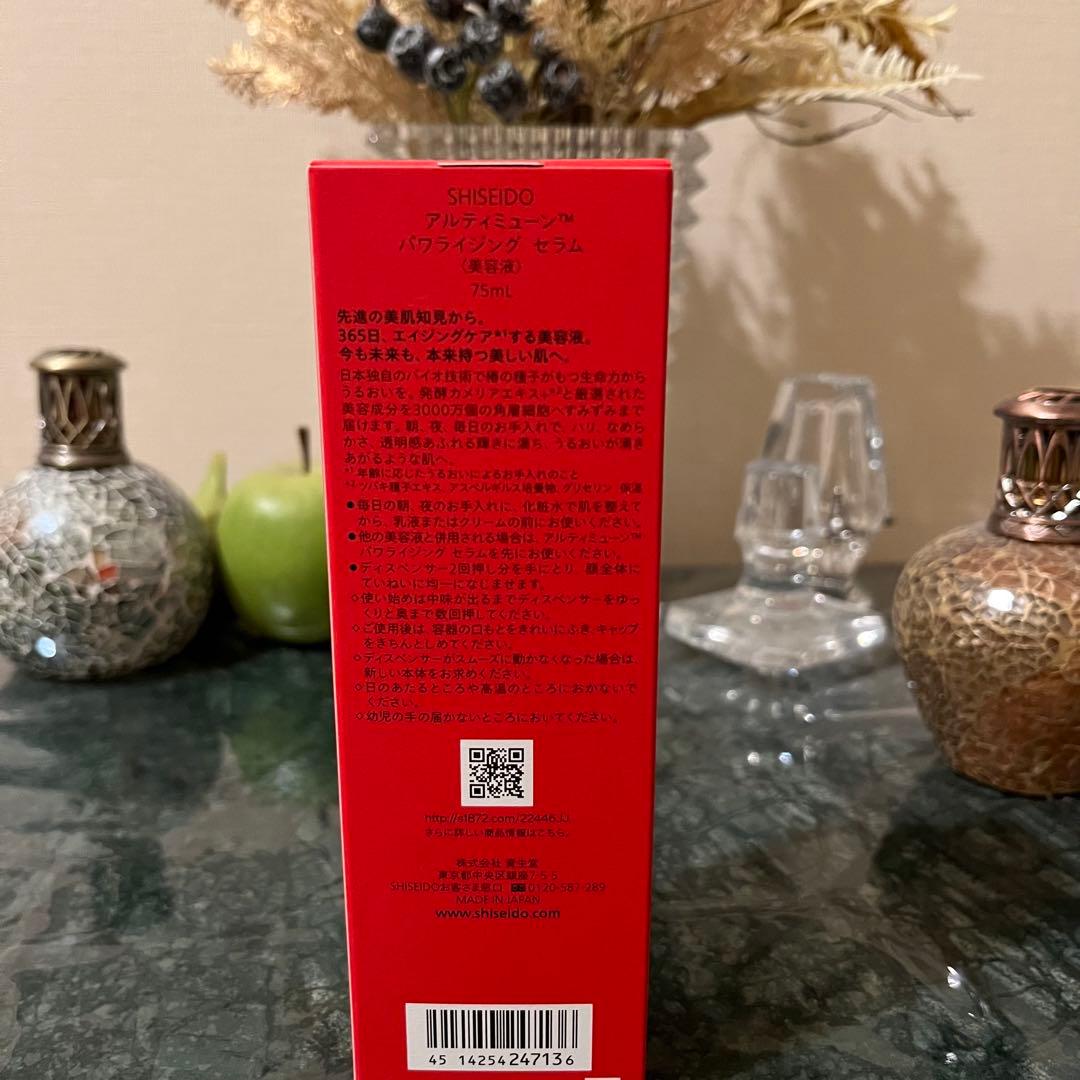 SHISEIDO
アルティミューン™
パワライジング セラム
〈美容液〉
75mL
先進の美肌知見から。
365日、エイジングケア*¹する美容液。
今も未来も、本来持つ美しい肌へ。
日本独自のバイオ技術で椿の種子がもつ生命力から
うるおいを。発酵カメリアエキス+*²と厳選された
美容成分を3000万個の角層細胞へすみずみまで
届けます。朝、夜、毎日のお手入れで、ハリ、なめら
かさ、透明感あふれる輝きに満ち、うるおいが湧き
あがるような肌へ。
*¹ 年齢に応じたうるおいによるお手入れのこと
*² ツバキ種子エキス、アスペルギルス培養物、グリセリン 保湿
●毎日の朝、夜のお手入れに、化粧水で肌を整えて
から、乳液またはクリームの前にお使いください。
●他の美容液と併用される場合は、アルティミューン™
パワライジング セラムを先にお使いください。
●ディスペンサー2回押し分を手にとり、顔全体に
ていねいに均一になじませます。
◇使い始めは中味が出るまでディスペンサーをゆっ
くりと奥まで数回押してください。
◇ご使用後は、容器の口もとをきれいにふき、キャップ
をきちんとしめてください。
◇ディスペンサーがスムーズに動かなくなった場合は、
新しい本体をお求めください。
◇日のあたるところや高温のところにおかないで
ください。
◇幼児の手の届かないところにおいてください。
http://s1872.com/22446JJ
さらに詳しい商品情報はこちら。
株式会社 資生堂
東京都中央区銀座7-5-5
SHISEIDOお客さま窓口 0120-587-289
MADE IN JAPAN
www.shiseido.com
45 14254 247136